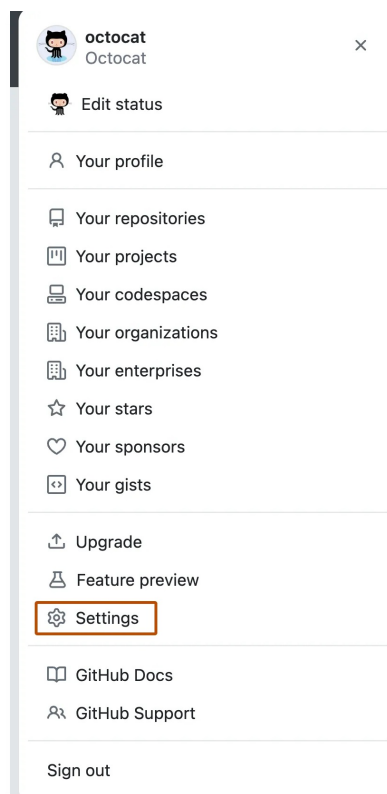 octocat
Octocat
Edit status
Your profile
Your repositories
Your projects
Your codespaces
Your organizations
Your enterprises
Your stars
Your sponsors
Your gists
Upgrade
Feature preview
Settings
GitHub Docs
GitHub Support
Sign out